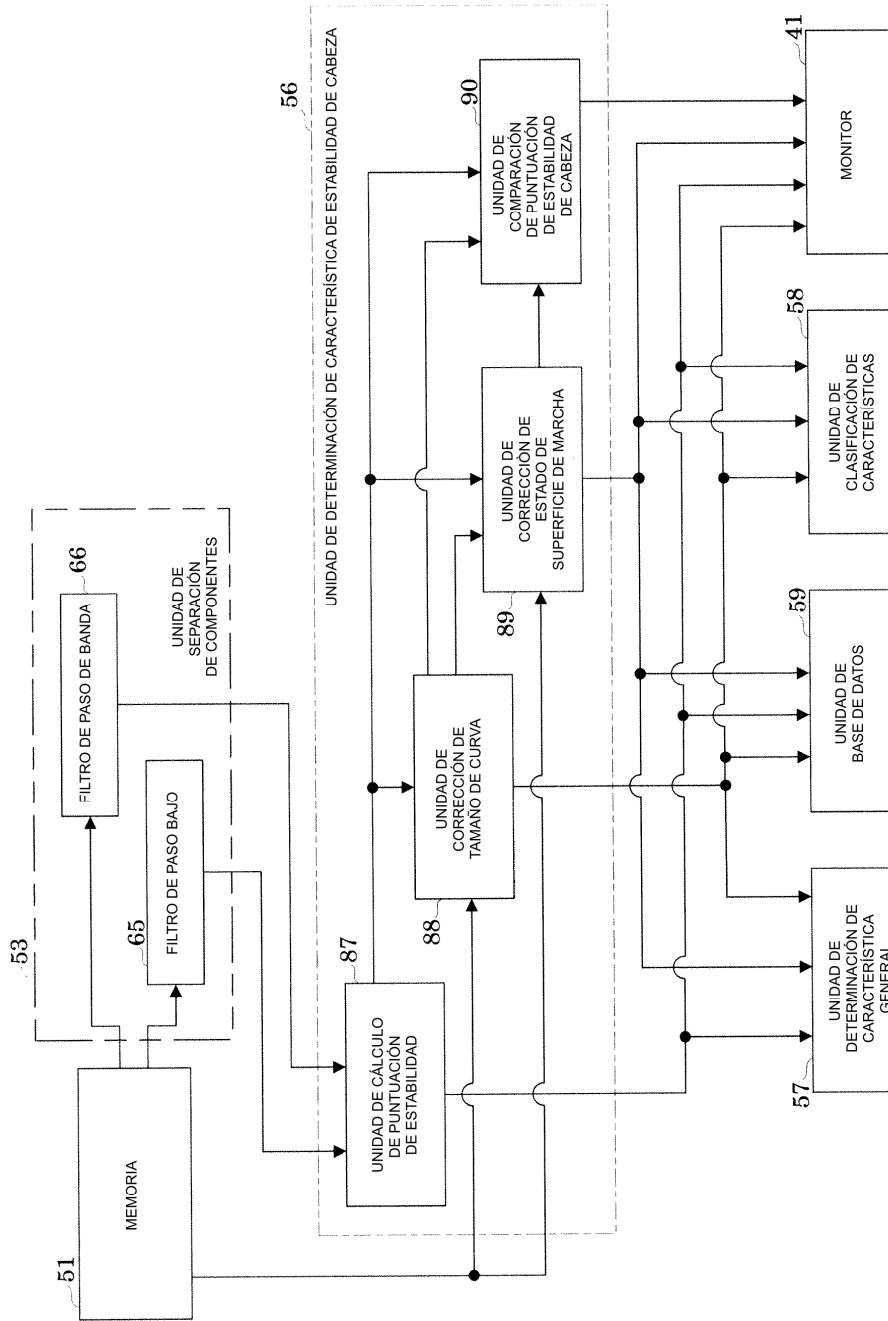 53
51
MEMORIA
66
FILTRO DE PASO DE BANDA
65
FILTRO DE PASO BAJO
UNIDAD DE
SEPARACIÓN
DE COMPONENTES
56
UNIDAD DE DETERMINACIÓN DE CARACTERÍSTICA DE ESTABILIDAD DE CABEZA
87
UNIDAD DE CÁLCULO
DE PUNTUACIÓN
DE ESTABILIDAD
88
UNIDAD DE
CORRECCIÓN DE
TAMAÑO DE CURVA
89
UNIDAD DE
CORRECCIÓN DE
ESTADO DE
SUPERFICIE DE MARCHA
90
UNIDAD DE
COMPARACIÓN
DE PUNTUACIÓN
DE ESTABILIDAD
DE CABEZA
57
UNIDAD DE
DETERMINACIÓN DE
CARACTERÍSTICA
GENERAL
59
UNIDAD DE
BASE DE DATOS
58
UNIDAD DE
CLASIFICACIÓN DE
CARACTERÍSTICAS
41
MONITOR